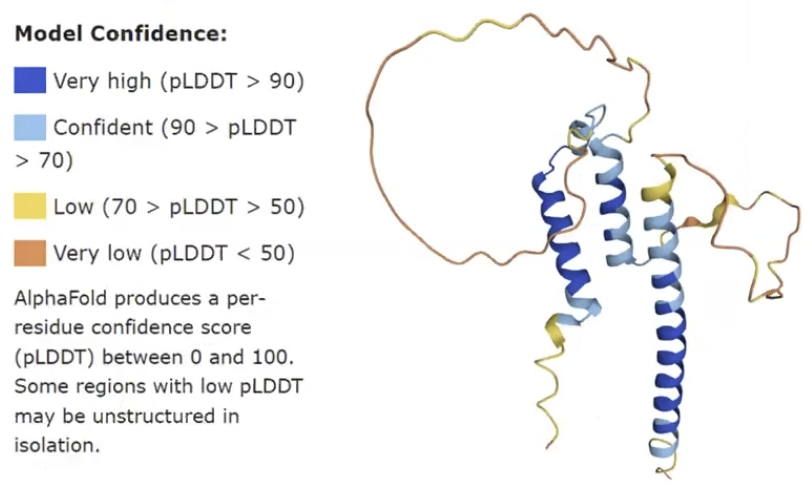 Model Confidence:
Very high (pLDDT > 90)
Confident (90 > pLDDT
> 70)
Low (70 > pLDDT > 50)
Very low (pLDDT < 50)
AlphaFold produces a per-
residue confidence score
(pLDDT) between 0 and 100.
Some regions with low pLDDT
may be unstructured in
isolation.